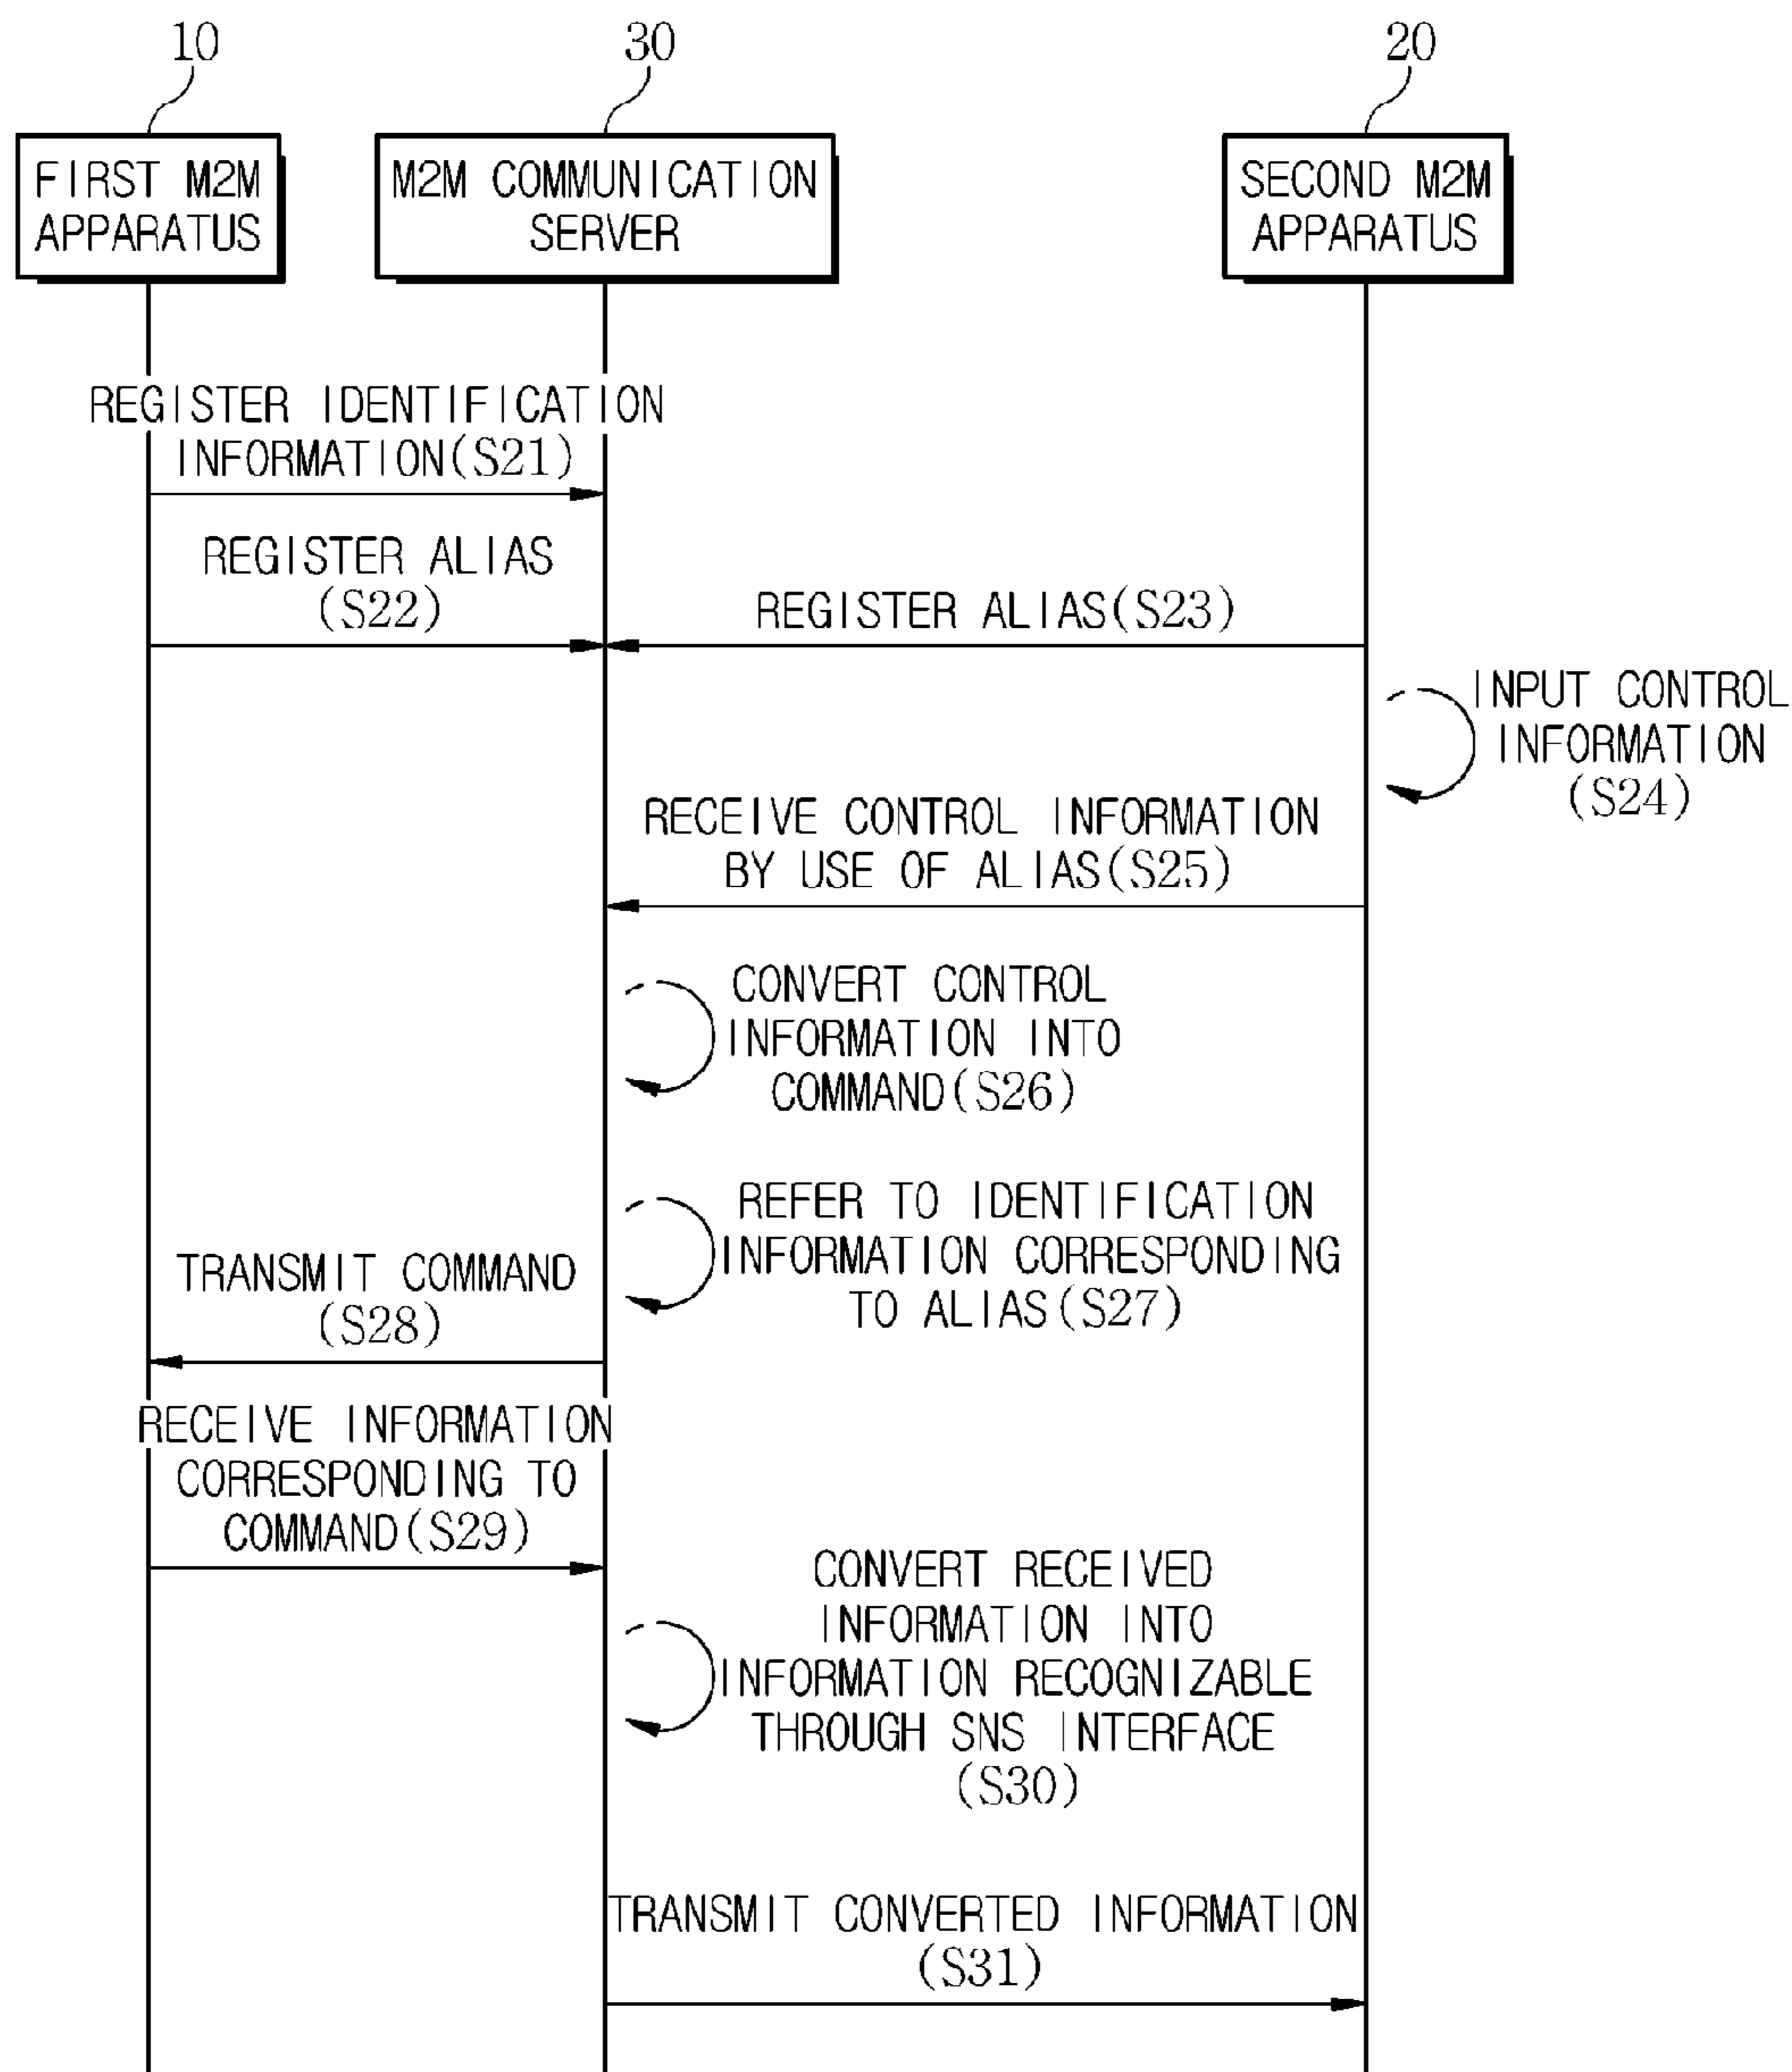 10
30
20
FIRST M2M
APPARATUS
M2M COMMUNICATION
SERVER
SECOND M2M
APPARATUS
REGISTER IDENTIFICATION
INFORMATION(S21)
REGISTER ALIAS
(S22)
REGISTER ALIAS(S23)
INPUT CONTROL
INFORMATION
(S24)
RECEIVE CONTROL INFORMATION
BY USE OF ALIAS(S25)
CONVERT CONTROL
INFORMATION INTO
COMMAND(S26)
REFER TO IDENTIFICATION
INFORMATION CORRESPONDING
TO ALIAS(S27)
TRANSMIT COMMAND
(S28)
RECEIVE INFORMATION
CORRESPONDING TO
COMMAND(S29)
CONVERT RECEIVED
INFORMATION INTO
INFORMATION RECOGNIZABLE
THROUGH SNS INTERFACE
(S30)
TRANSMIT CONVERTED INFORMATION
(S31)